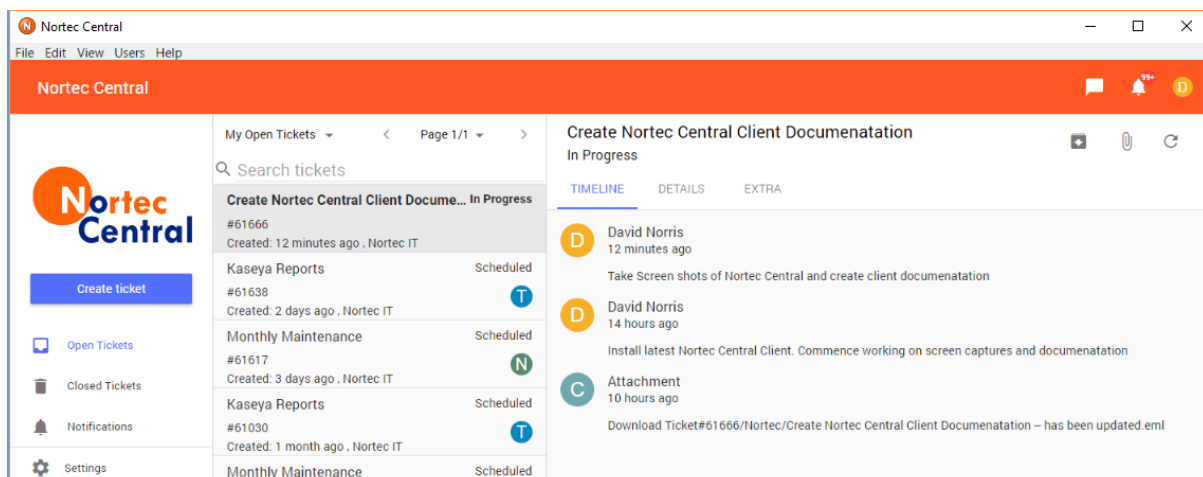 Nortec Central
File Edit View Users Help
Nortec Central
99+
D
Nortec
Central
Create ticket
Open Tickets
Closed Tickets
Notifications
Settings
My Open Tickets
Page 1/1
Search tickets
Create Nortec Central Client Docume... In Progress
#61666
Created: 12 minutes ago , Nortec IT
Kaseya Reports Scheduled
#61638
T
Created: 2 days ago , Nortec IT
Monthly Maintenance Scheduled
#61617
N
Created: 3 days ago , Nortec IT
Kaseya Reports Scheduled
#61030
T
Created: 1 month ago , Nortec IT
Monthly Maintenance Scheduled
Create Nortec Central Client Documenatation
In Progress
TIMELINE DETAILS EXTRA
D
David Norris
12 minutes ago
Take Screen shots of Nortec Central and create client documenatation
D
David Norris
14 hours ago
Install latest Nortec Central Client. Commence working on screen captures and documenatation
C
Attachment
10 hours ago
Download Ticket#61666/Nortec/Create Nortec Central Client Documenatation – has been updated.eml